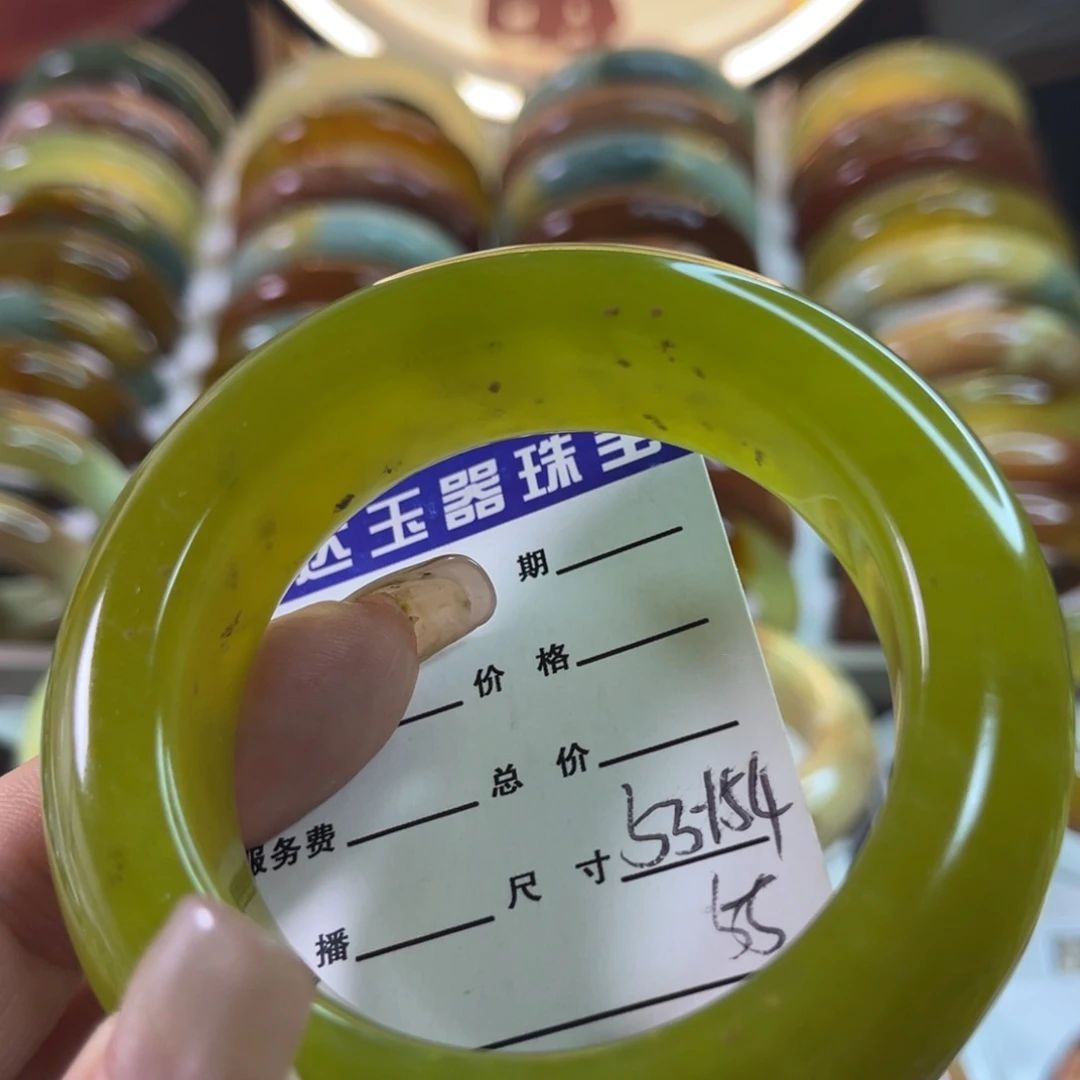 玉器珠宝
期
价 格
总 价
服务费
尺 寸 53-154
55
播